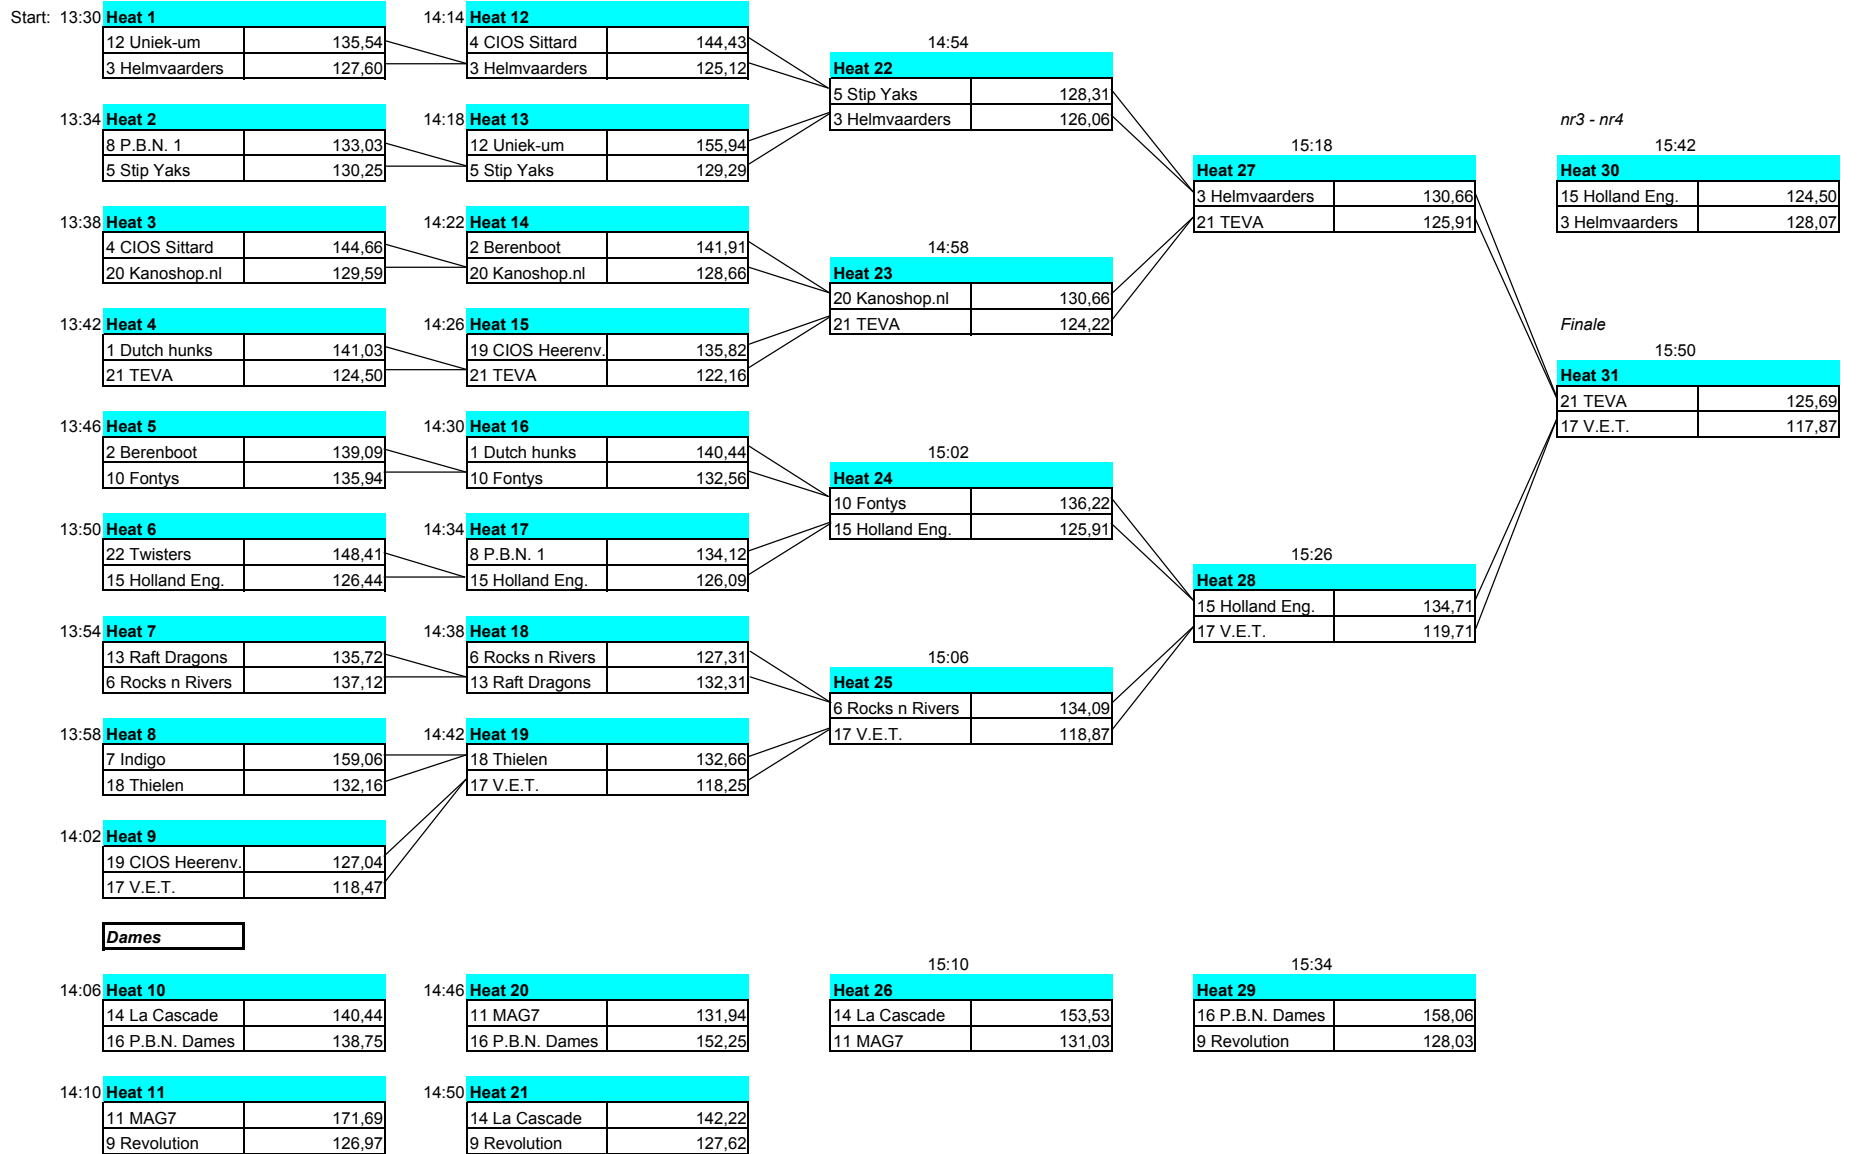 Start: 13:30 Heat 1 14:14 Heat 12
12 Uniek-um 135,54 4 CIOS Sittard 144,43 14:54
3 Helmvaarders 127,60 3 Helmvaarders 125,12 Heat 22
5 Stip Yaks 128,31
13:34 Heat 2 14:18 Heat 13 3 Helmvaarders 126,06 nr3 - nr4
8 P.B.N. 1 133,03 12 Uniek-um 155,94 15:18 15:42
5 Stip Yaks 130,25 5 Stip Yaks 129,29 Heat 27 Heat 30
3 Helmvaarders 130,66 15 Holland Eng. 124,50
13:38 Heat 3 14:22 Heat 14 21 TEVA 125,91 3 Helmvaarders 128,07
4 CIOS Sittard 144,66 2 Berenboot 141,91 14:58
20 Kanoshop.nl 129,59 20 Kanoshop.nl 128,66 Heat 23
20 Kanoshop.nl 130,66
13:42 Heat 4 14:26 Heat 15 21 TEVA 124,22 Finale
1 Dutch hunks 141,03 19 CIOS Heerenv. 135,82 15:50
21 TEVA 124,50 21 TEVA 122,16 Heat 31
21 TEVA 125,69
13:46 Heat 5 14:30 Heat 16 17 V.E.T. 117,87
2 Berenboot 139,09 1 Dutch hunks 140,44 15:02
10 Fontys 135,94 10 Fontys 132,56 Heat 24
10 Fontys 136,22
13:50 Heat 6 14:34 Heat 17 15 Holland Eng. 125,91
22 Twisters 148,41 8 P.B.N. 1 134,12 15:26
15 Holland Eng. 126,44 15 Holland Eng. 126,09 Heat 28
15 Holland Eng. 134,71
13:54 Heat 7 14:38 Heat 18 17 V.E.T. 119,71
13 Raft Dragons 135,72 6 Rocks n Rivers 127,31 15:06
6 Rocks n Rivers 137,12 13 Raft Dragons 132,31 Heat 25
6 Rocks n Rivers 134,09
13:58 Heat 8 14:42 Heat 19 17 V.E.T. 118,87
7 Indigo 159,06 18 Thielen 132,66
18 Thielen 132,16 17 V.E.T. 118,25
14:02 Heat 9
19 CIOS Heerenv. 127,04
17 V.E.T. 118,47
Dames
15:10 15:34
14:06 Heat 10 14:46 Heat 20 Heat 26 Heat 29
14 La Cascade 140,44 11 MAG7 131,94 14 La Cascade 153,53 16 P.B.N. Dames 158,06
16 P.B.N. Dames 138,75 16 P.B.N. Dames 152,25 11 MAG7 131,03 9 Revolution 128,03
14:10 Heat 11 14:50 Heat 21
11 MAG7 171,69 14 La Cascade 142,22
9 Revolution 126,97 9 Revolution 127,62